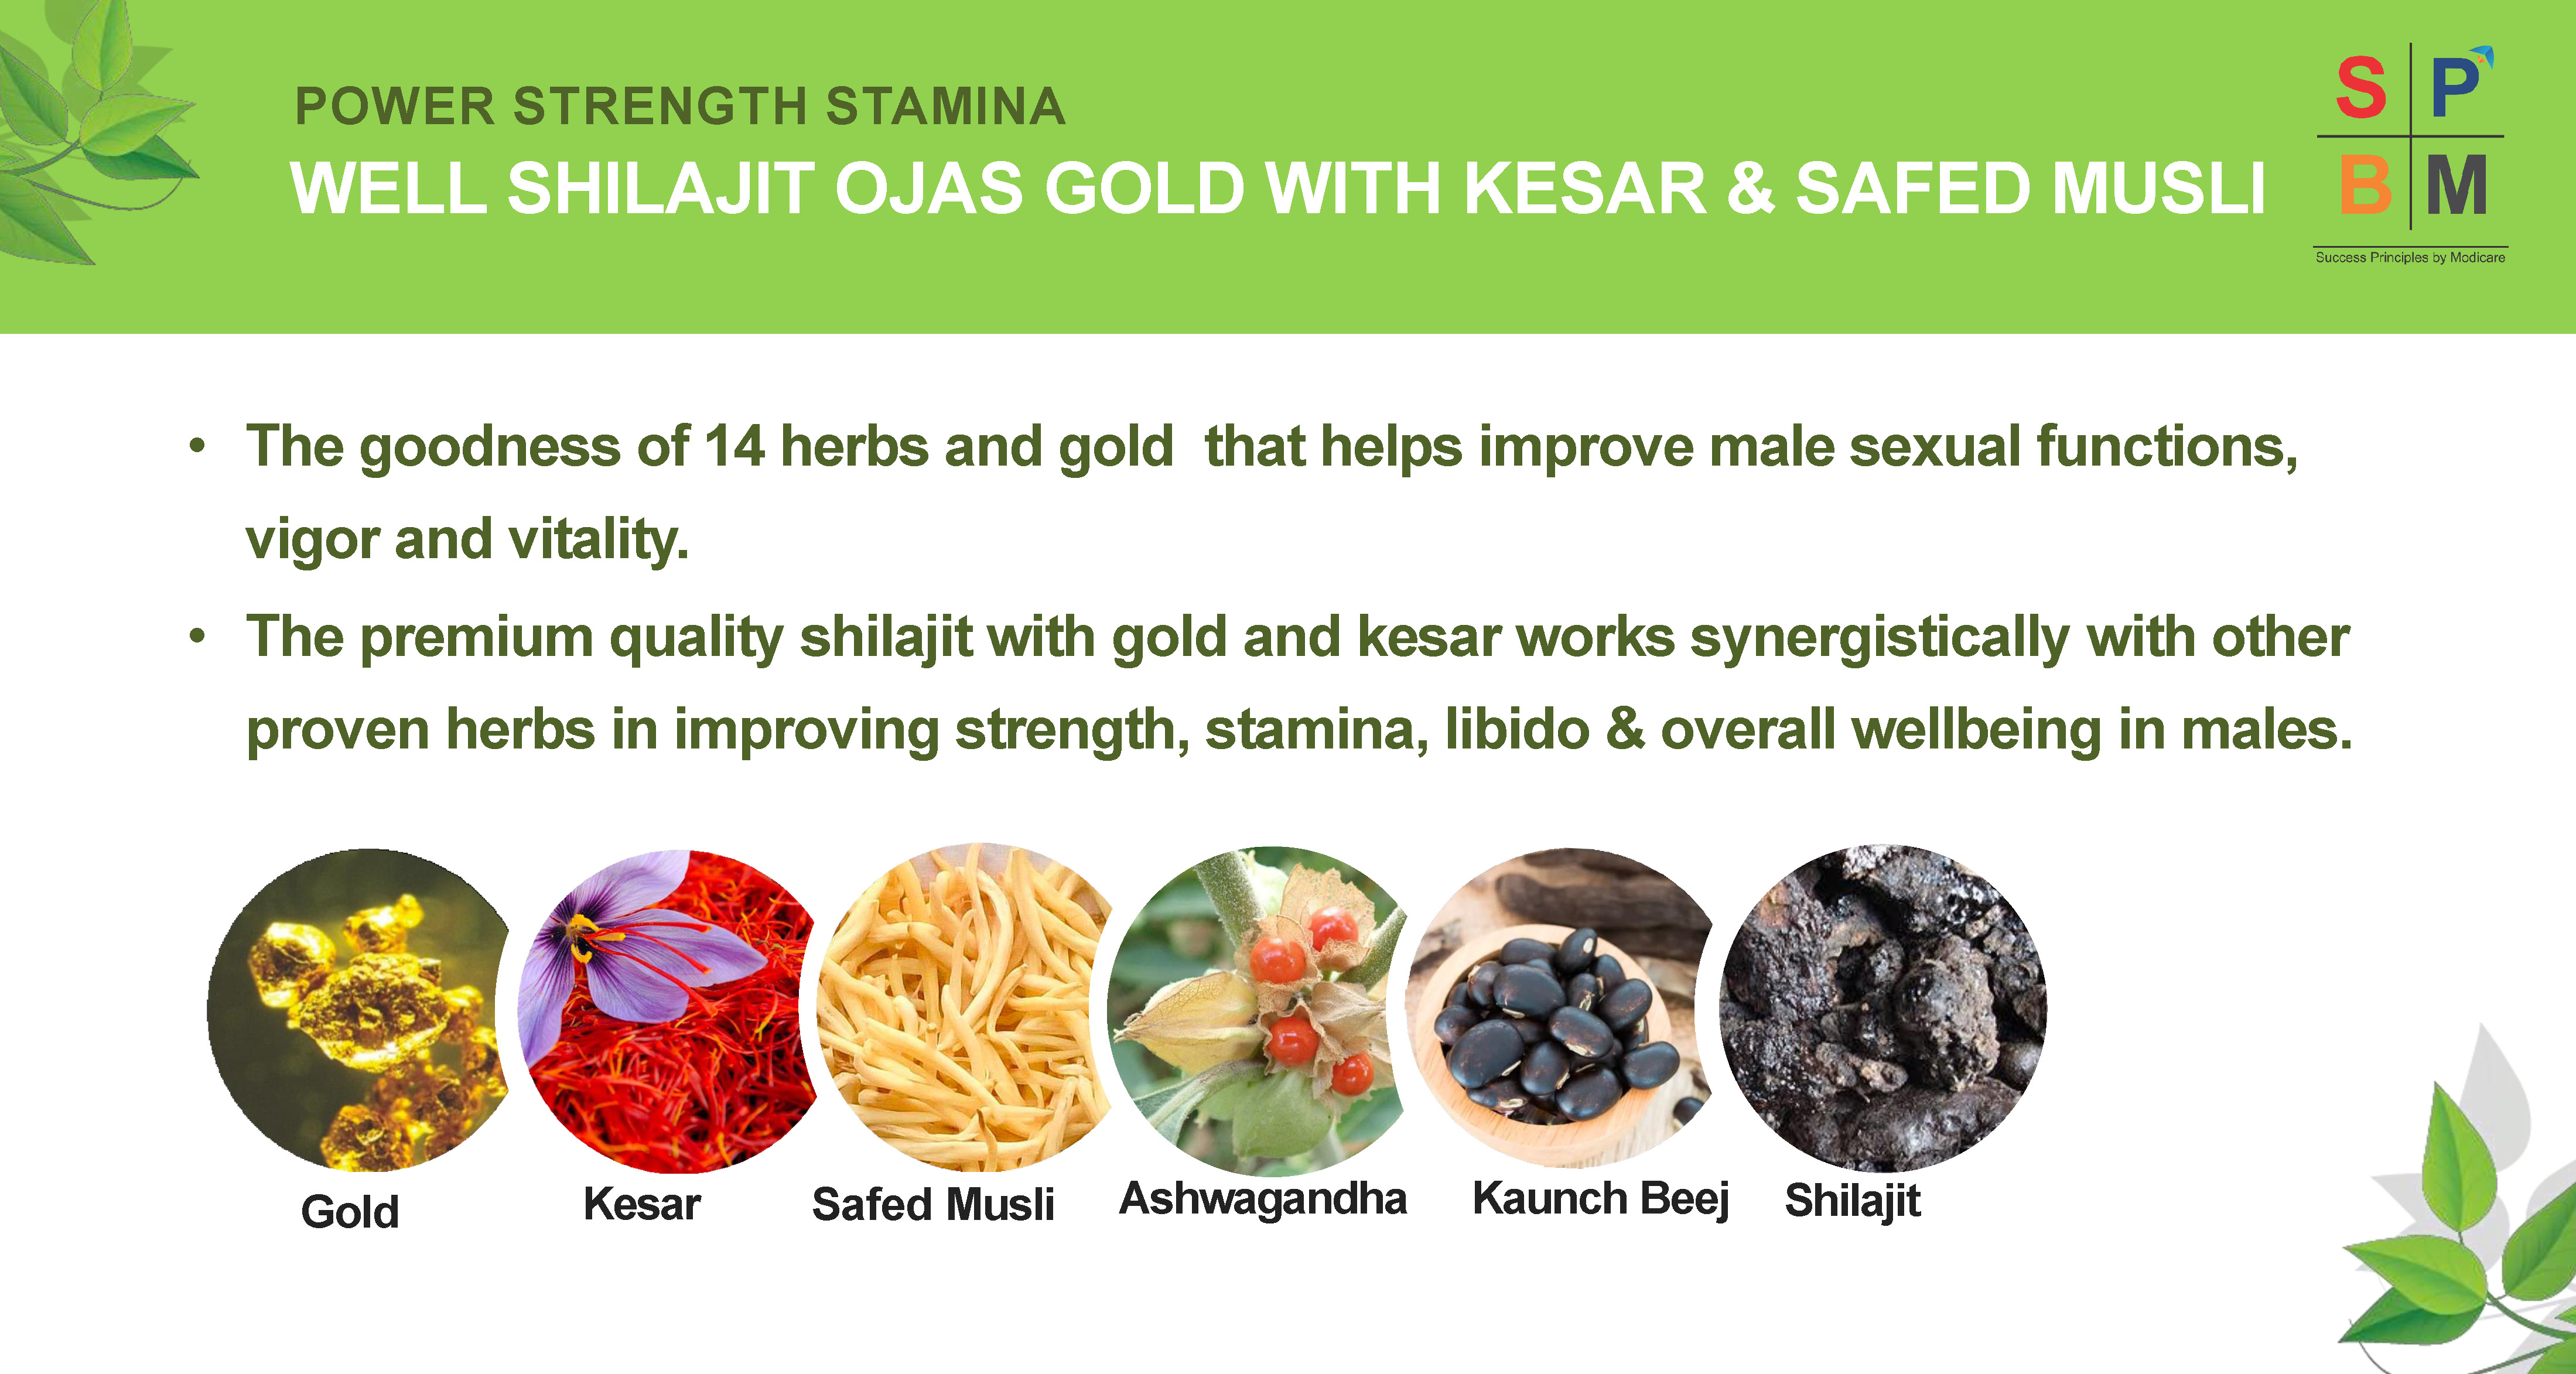 POWER STRENGTH STAMINA
WELL SHILAJIT OJAS GOLD WITH KESAR & SAFED MUSLI
S P
B M
Success Principles by Modicare
• The goodness of 14 herbs and gold  that helps improve male sexual functions,
vigor and vitality.
• The premium quality shilajit with gold and kesar works synergistically with other
proven herbs in improving strength, stamina, libido & overall wellbeing in males.
Gold
Kesar
Safed Musli
Ashwagandha
Kaunch Beej
Shilajit